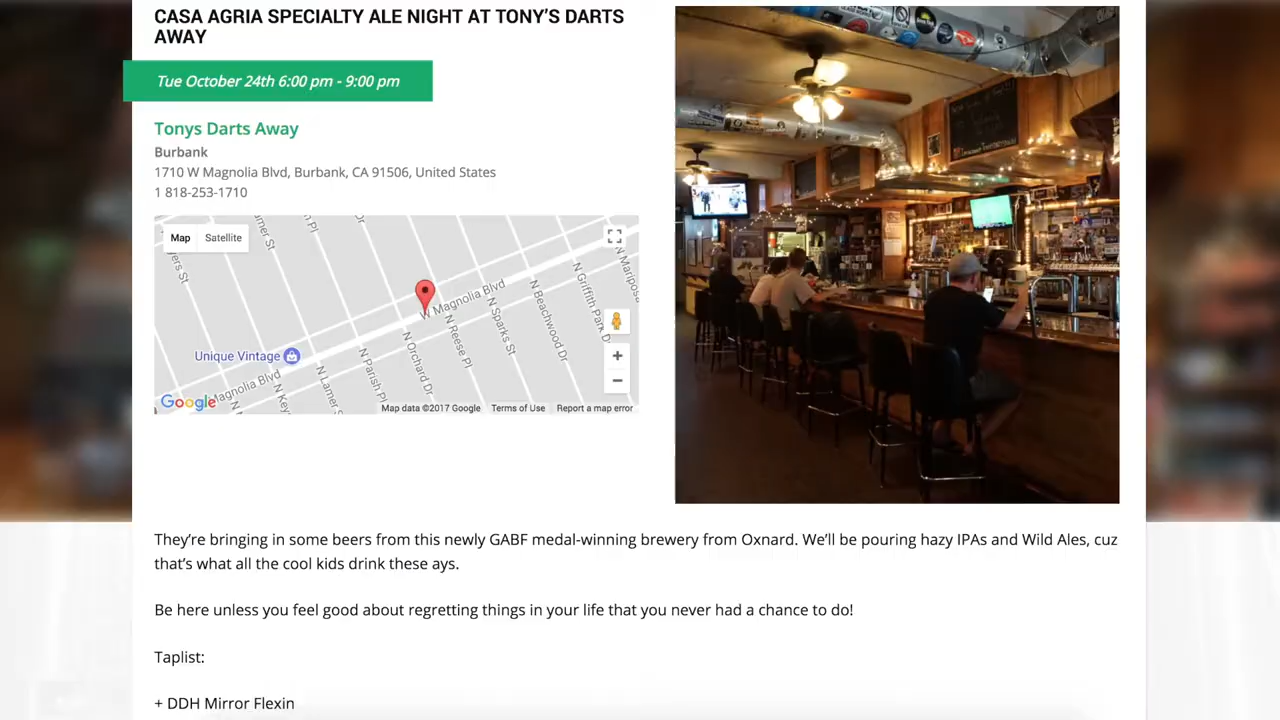 CASA AGRIA SPECIALTY ALE NIGHT AT TONY'S DARTS
AWAY
Tue October 24th 6:00 pm - 9:00 pm
Tonys Darts Away
Burbank
1710 W Magnolia Blvd, Burbank, CA 91506, United States
1 818-253-1710
Map Satellite
N Magnolia Blvd
N Reese Pl
N Sparks St
N Beachwood Dr
N Orchard Dr
N Parish Pl
Unique Vintage
Magnolia Blvd
Google
Map data ©2017 Google Terms of Use Report a map error
They're bringing in some beers from this newly GABF medal-winning brewery from Oxnard. We'll be pouring hazy IPAs and Wild Ales, cuz
that's what all the cool kids drink these ays.
Be here unless you feel good about regretting things in your life that you never had a chance to do!
Taplist:
+ DDH Mirror Flexin